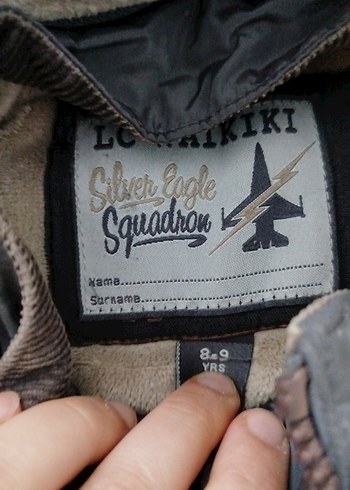 LC WAIKIKI
Silver Eagle
Squadron
Name
Surname
8-9
YRS